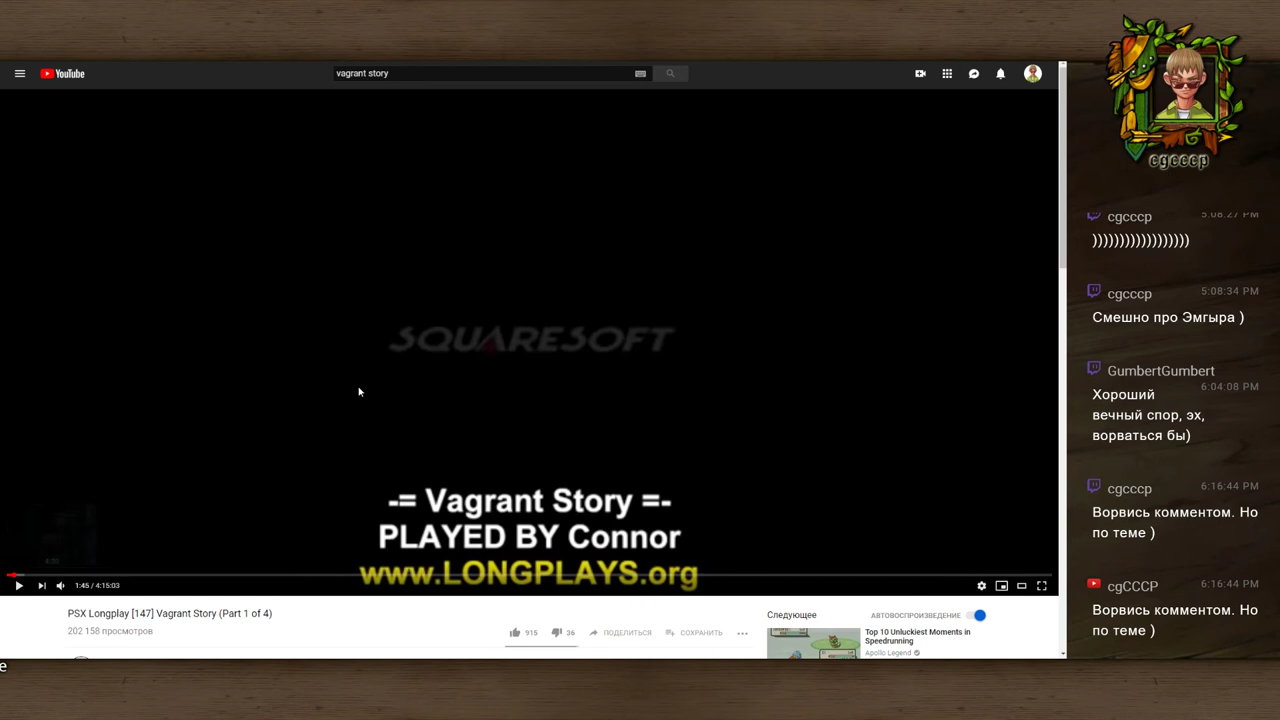 YouTube
vagrant story
SQUARESOFT
-= Vagrant Story =-
PLAYED BY Connor
www.LONGPLAYS.org
4:30
1:45 / 4:15:03
PSX Longplay [147] Vagrant Story (Part 1 of 4)
202 158 просмотров
915
36
ПОДЕЛИТЬСЯ
СОХРАНИТЬ
Следующее
АВТОВОСПРОИЗВЕДЕНИЕ
Top 10 Unluckiest Moments in
Speedrunning
Apollo Legend
е
cgcccp
cgcccp 5:08:27 PM
))))))))))))))))))
cgcccp 5:08:34 PM
Смешно про Эмгыра )
GumbertGumbert
6:04:08 PM
Хороший
вечный спор, эх,
ворваться бы)
cgcccp 6:16:44 PM
Ворвись комментом. Но
по теме )
cgCCCP 6:16:44 PM
Ворвись комментом. Но
по теме )